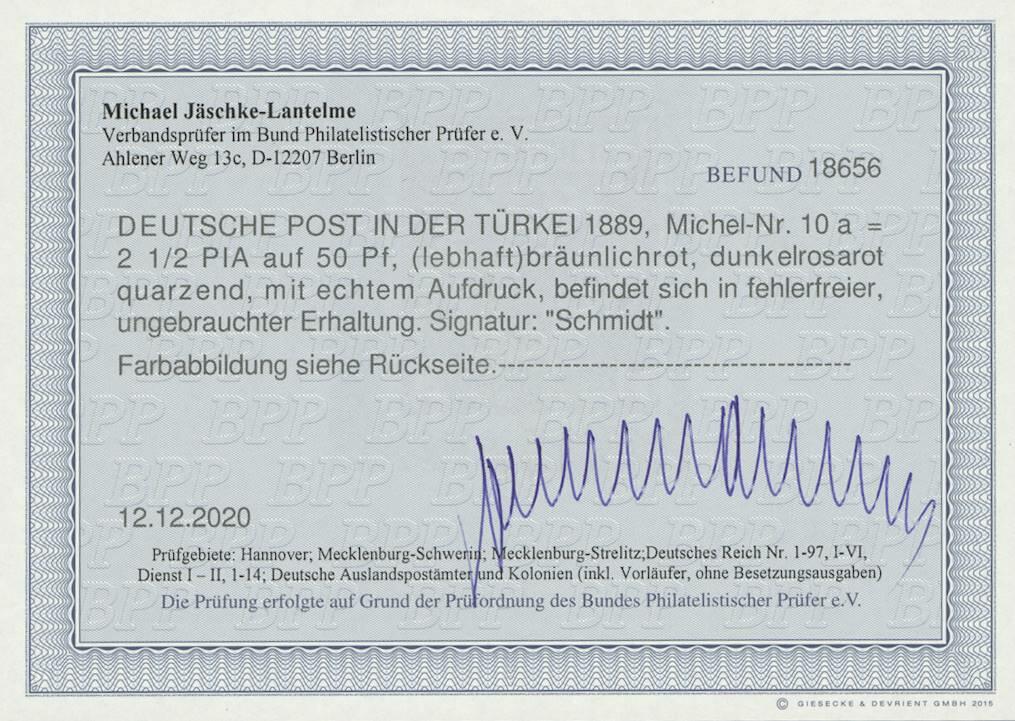 Michael Jäschke-Lantelme
Verbandsprüfer im Bund Philatelistischer Prüfer e. V.
Ahlener Weg 13c, D-12207 Berlin
BEFUND 18656
DEUTSCHE POST IN DER TÜRKEI 1889, Michel-Nr. 10 a =
2 1/2 PIA auf 50 Pf, (lebhaft)bräunlichrot, dunkelrosarot
quarzend, mit echtem Aufdruck, befindet sich in fehlerfreier,
ungebrauchter Erhaltung. Signatur: "Schmidt".
Farbabbildung siehe Rückseite.-------------------------------------
12.12.2020
Prüfgebiete: Hannover; Mecklenburg-Schwerin; Mecklenburg-Strelitz;Deutsches Reich Nr. 1-97, I-VI,
Dienst I – II, 1-14; Deutsche Auslandspostämter und Kolonien (inkl. Vorläufer, ohne Besetzungsausgaben)
Die Prüfung erfolgte auf Grund der Prüfordnung des Bundes Philatelistischer Prüfer e.V.
© GIESECKE & DEVRIENT GMBH 2015